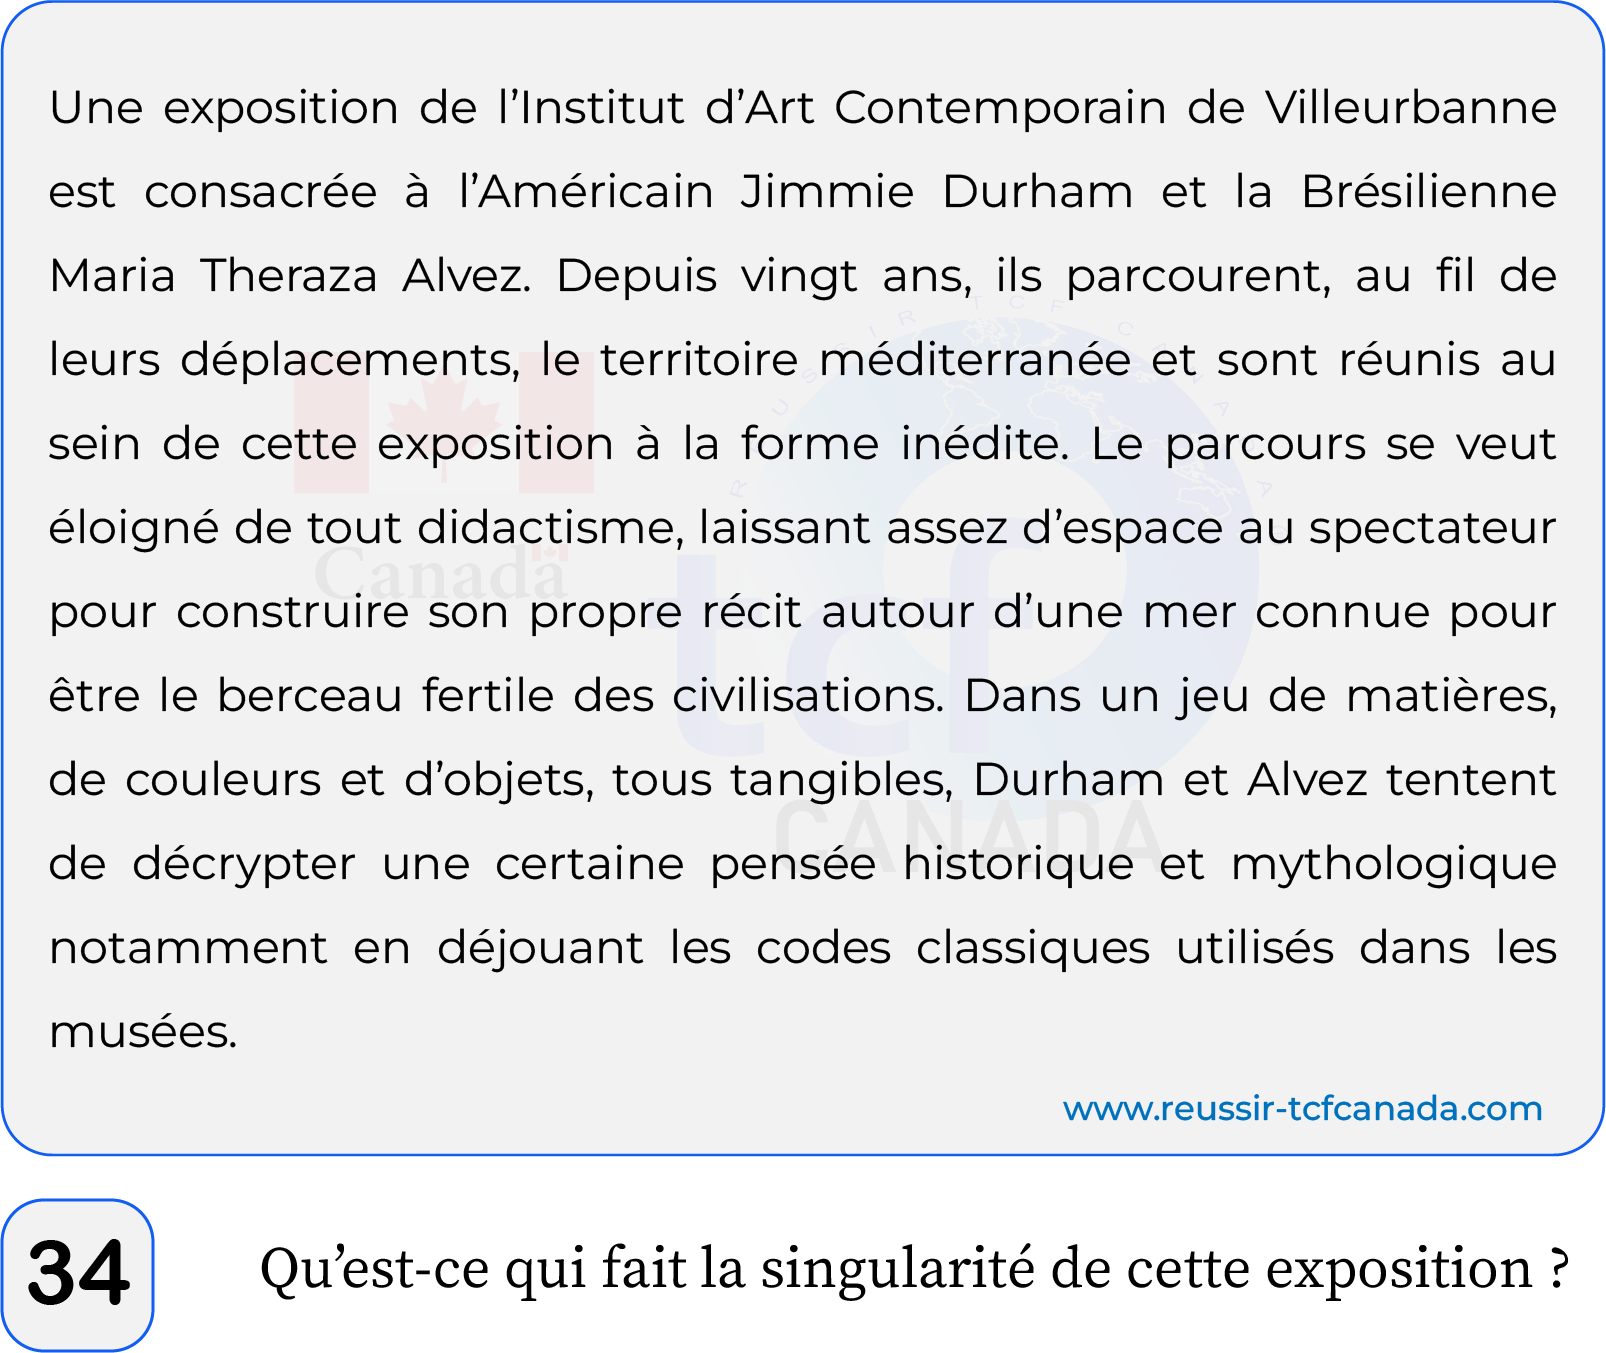 Une exposition de l’Institut d’Art Contemporain de Villeurbanne
est consacrée à l’Américain Jimmie Durham et la Brésilienne
Maria Theraza Alvez. Depuis vingt ans, ils parcourent, au fil de
leurs déplacements, le territoire méditerranée et sont réunis au
sein de cette exposition à la forme inédite. Le parcours se veut
éloigné de tout didactisme, laissant assez d’espace au spectateur
pour construire son propre récit autour d’une mer connue pour
être le berceau fertile des civilisations. Dans un jeu de matières,
de couleurs et d’objets, tous tangibles, Durham et Alvez tentent
de décrypter une certaine pensée historique et mythologique
notamment en déjouant les codes classiques utilisés dans les
musées.
www.reussir-tcfcanada.com
34 Qu’est-ce qui fait la singularité de cette exposition ?
REUSSIR TCF CANADA
Canada
tcf
CANADA